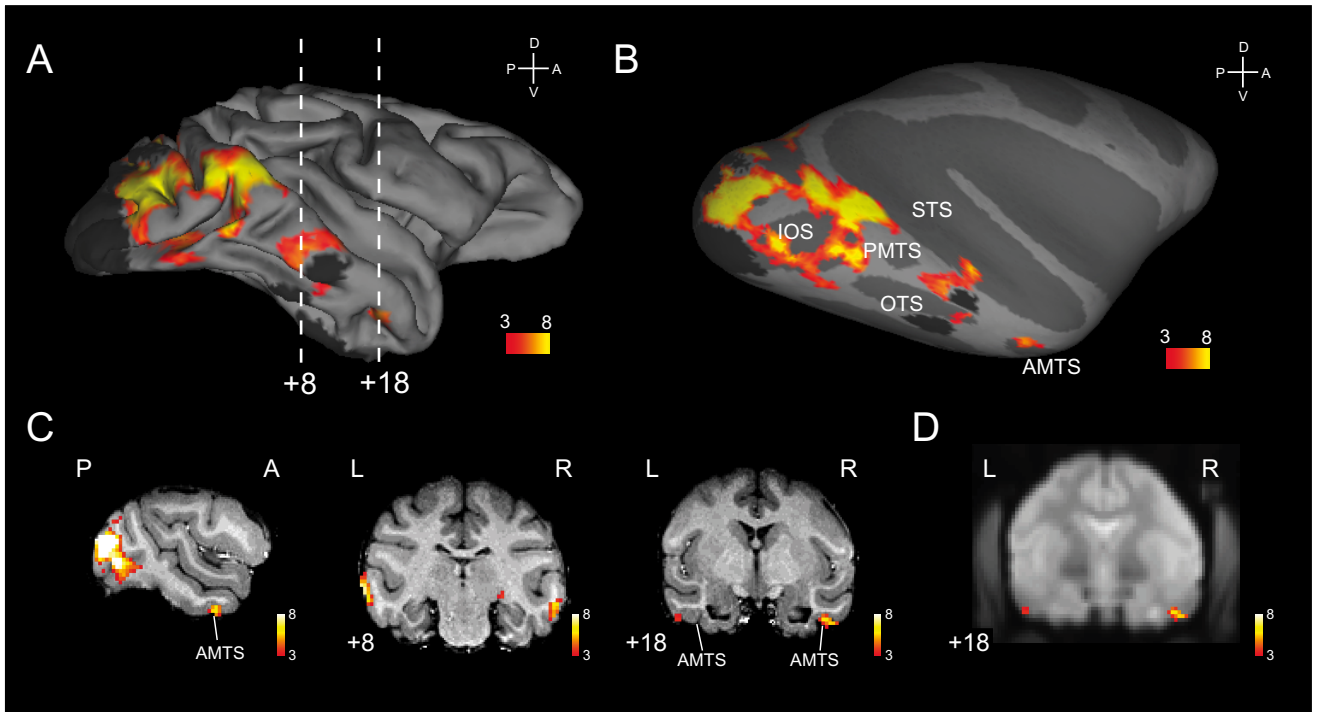 A
D
P A
V
3 8
+8 +18
B
D
P A
V
STS
IOS
PMTS
OTS
3 8
AMTS
C
P A
8
3
AMTS
L R
+8
8
3
L R
+18
8
3
AMTS AMTS
D
L R
+18
8
3